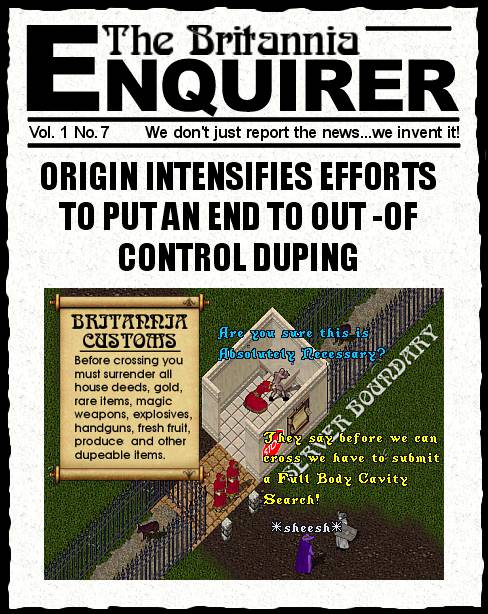 The Britannia
ENQUIRER
Vol. 1 No. 7 We don't just report the news...we invent it!
ORIGIN INTENSIFIES EFFORTS
TO PUT AN END TO OUT -OF
CONTROL DUPING
BRITANNIA
CUSTOMS
Before crossing you
must surrender all
house deeds, gold,
rare items, magic
weapons, explosives,
handguns, fresh fruit,
produce and other
dupeable items.
Are you sure this is
Absolutely Necessary?
SERVER BOUNDARY
They say before we can
cross we have to submit
a Full Body Cavity
Search!
*sheesh*